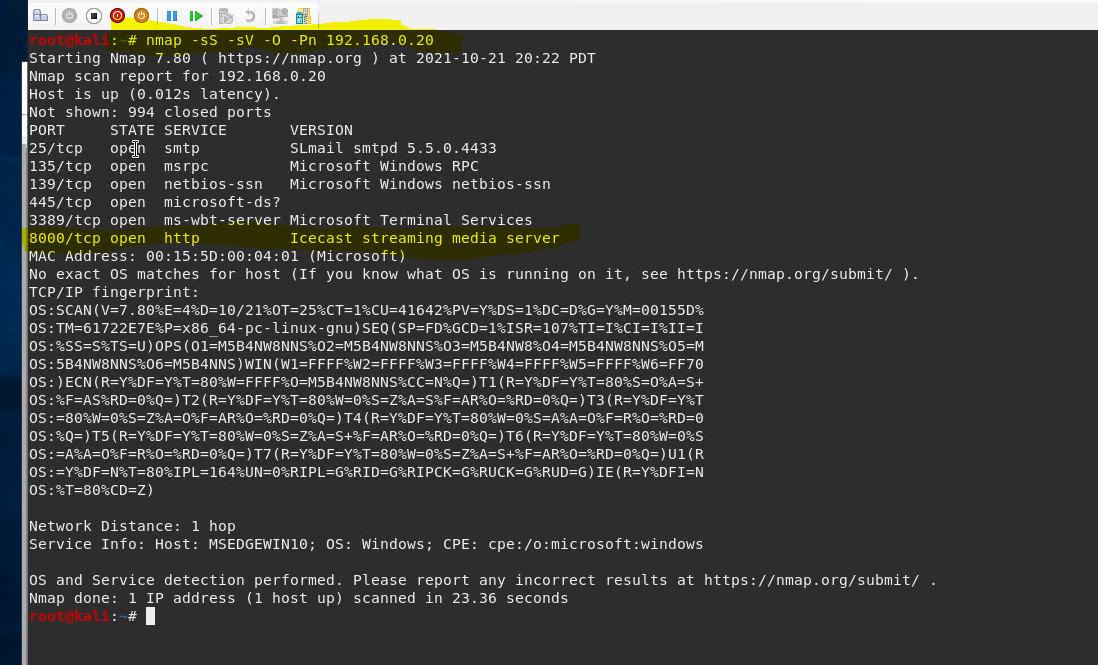 root@kali:~# nmap -sS -sV -O -Pn 192.168.0.20
Starting Nmap 7.80 ( https://nmap.org ) at 2021-10-21 20:22 PDT
Nmap scan report for 192.168.0.20
Host is up (0.012s latency).
Not shown: 994 closed ports
PORT     STATE SERVICE       VERSION
25/tcp   open  smtp          SLmail smtpd 5.5.0.4433
135/tcp  open  msrpc         Microsoft Windows RPC
139/tcp  open  netbios-ssn   Microsoft Windows netbios-ssn
445/tcp  open  microsoft-ds?
3389/tcp open  ms-wbt-server Microsoft Terminal Services
8000/tcp open  http          Icecast streaming media server
MAC Address: 00:15:5D:00:04:01 (Microsoft)
No exact OS matches for host (If you know what OS is running on it, see https://nmap.org/submit/ ).
TCP/IP fingerprint:
OS:SCAN(V=7.80%E=4%D=10/21%OT=25%CT=1%CU=41642%PV=Y%DS=1%DC=D%G=Y%M=00155D%
OS:TM=61722E7E%P=x86_64-pc-linux-gnu)SEQ(SP=FD%GCD=1%ISR=107%TI=I%CI=I%II=I
OS:%SS=S%TS=U)OPS(O1=M5B4NW8NNS%O2=M5B4NW8NNS%O3=M5B4NW8%O4=M5B4NW8NNS%O5=M
OS:5B4NW8NNS%O6=M5B4NNS)WIN(W1=FFFF%W2=FFFF%W3=FFFF%W4=FFFF%W5=FFFF%W6=FF70
OS:)ECN(R=Y%DF=Y%T=80%W=FFFF%O=M5B4NW8NNS%CC=N%Q=)T1(R=Y%DF=Y%T=80%S=O%A=S+
OS:%F=AS%RD=0%Q=)T2(R=Y%DF=Y%T=80%W=0%S=Z%A=S%F=AR%O=%RD=0%Q=)T3(R=Y%DF=Y%T
OS:=80%W=0%S=Z%A=O%F=AR%O=%RD=0%Q=)T4(R=Y%DF=Y%T=80%W=0%S=A%A=O%F=R%O=%RD=0
OS:%Q=)T5(R=Y%DF=Y%T=80%W=0%S=Z%A=S+%F=AR%O=%RD=0%Q=)T6(R=Y%DF=Y%T=80%W=0%S
OS:=A%A=O%F=R%O=%RD=0%Q=)T7(R=Y%DF=Y%T=80%W=0%S=Z%A=S+%F=AR%O=%RD=0%Q=)U1(R
OS:=Y%DF=N%T=80%IPL=164%UN=0%RIPL=G%RID=G%RIPCK=G%RUCK=G%RUD=G)IE(R=Y%DFI=N
OS:%T=80%CD=Z)
Network Distance: 1 hop
Service Info: Host: MSEDGEWIN10; OS: Windows; CPE: cpe:/o:microsoft:windows
OS and Service detection performed. Please report any incorrect results at https://nmap.org/submit/ .
Nmap done: 1 IP address (1 host up) scanned in 23.36 seconds
root@kali:~#